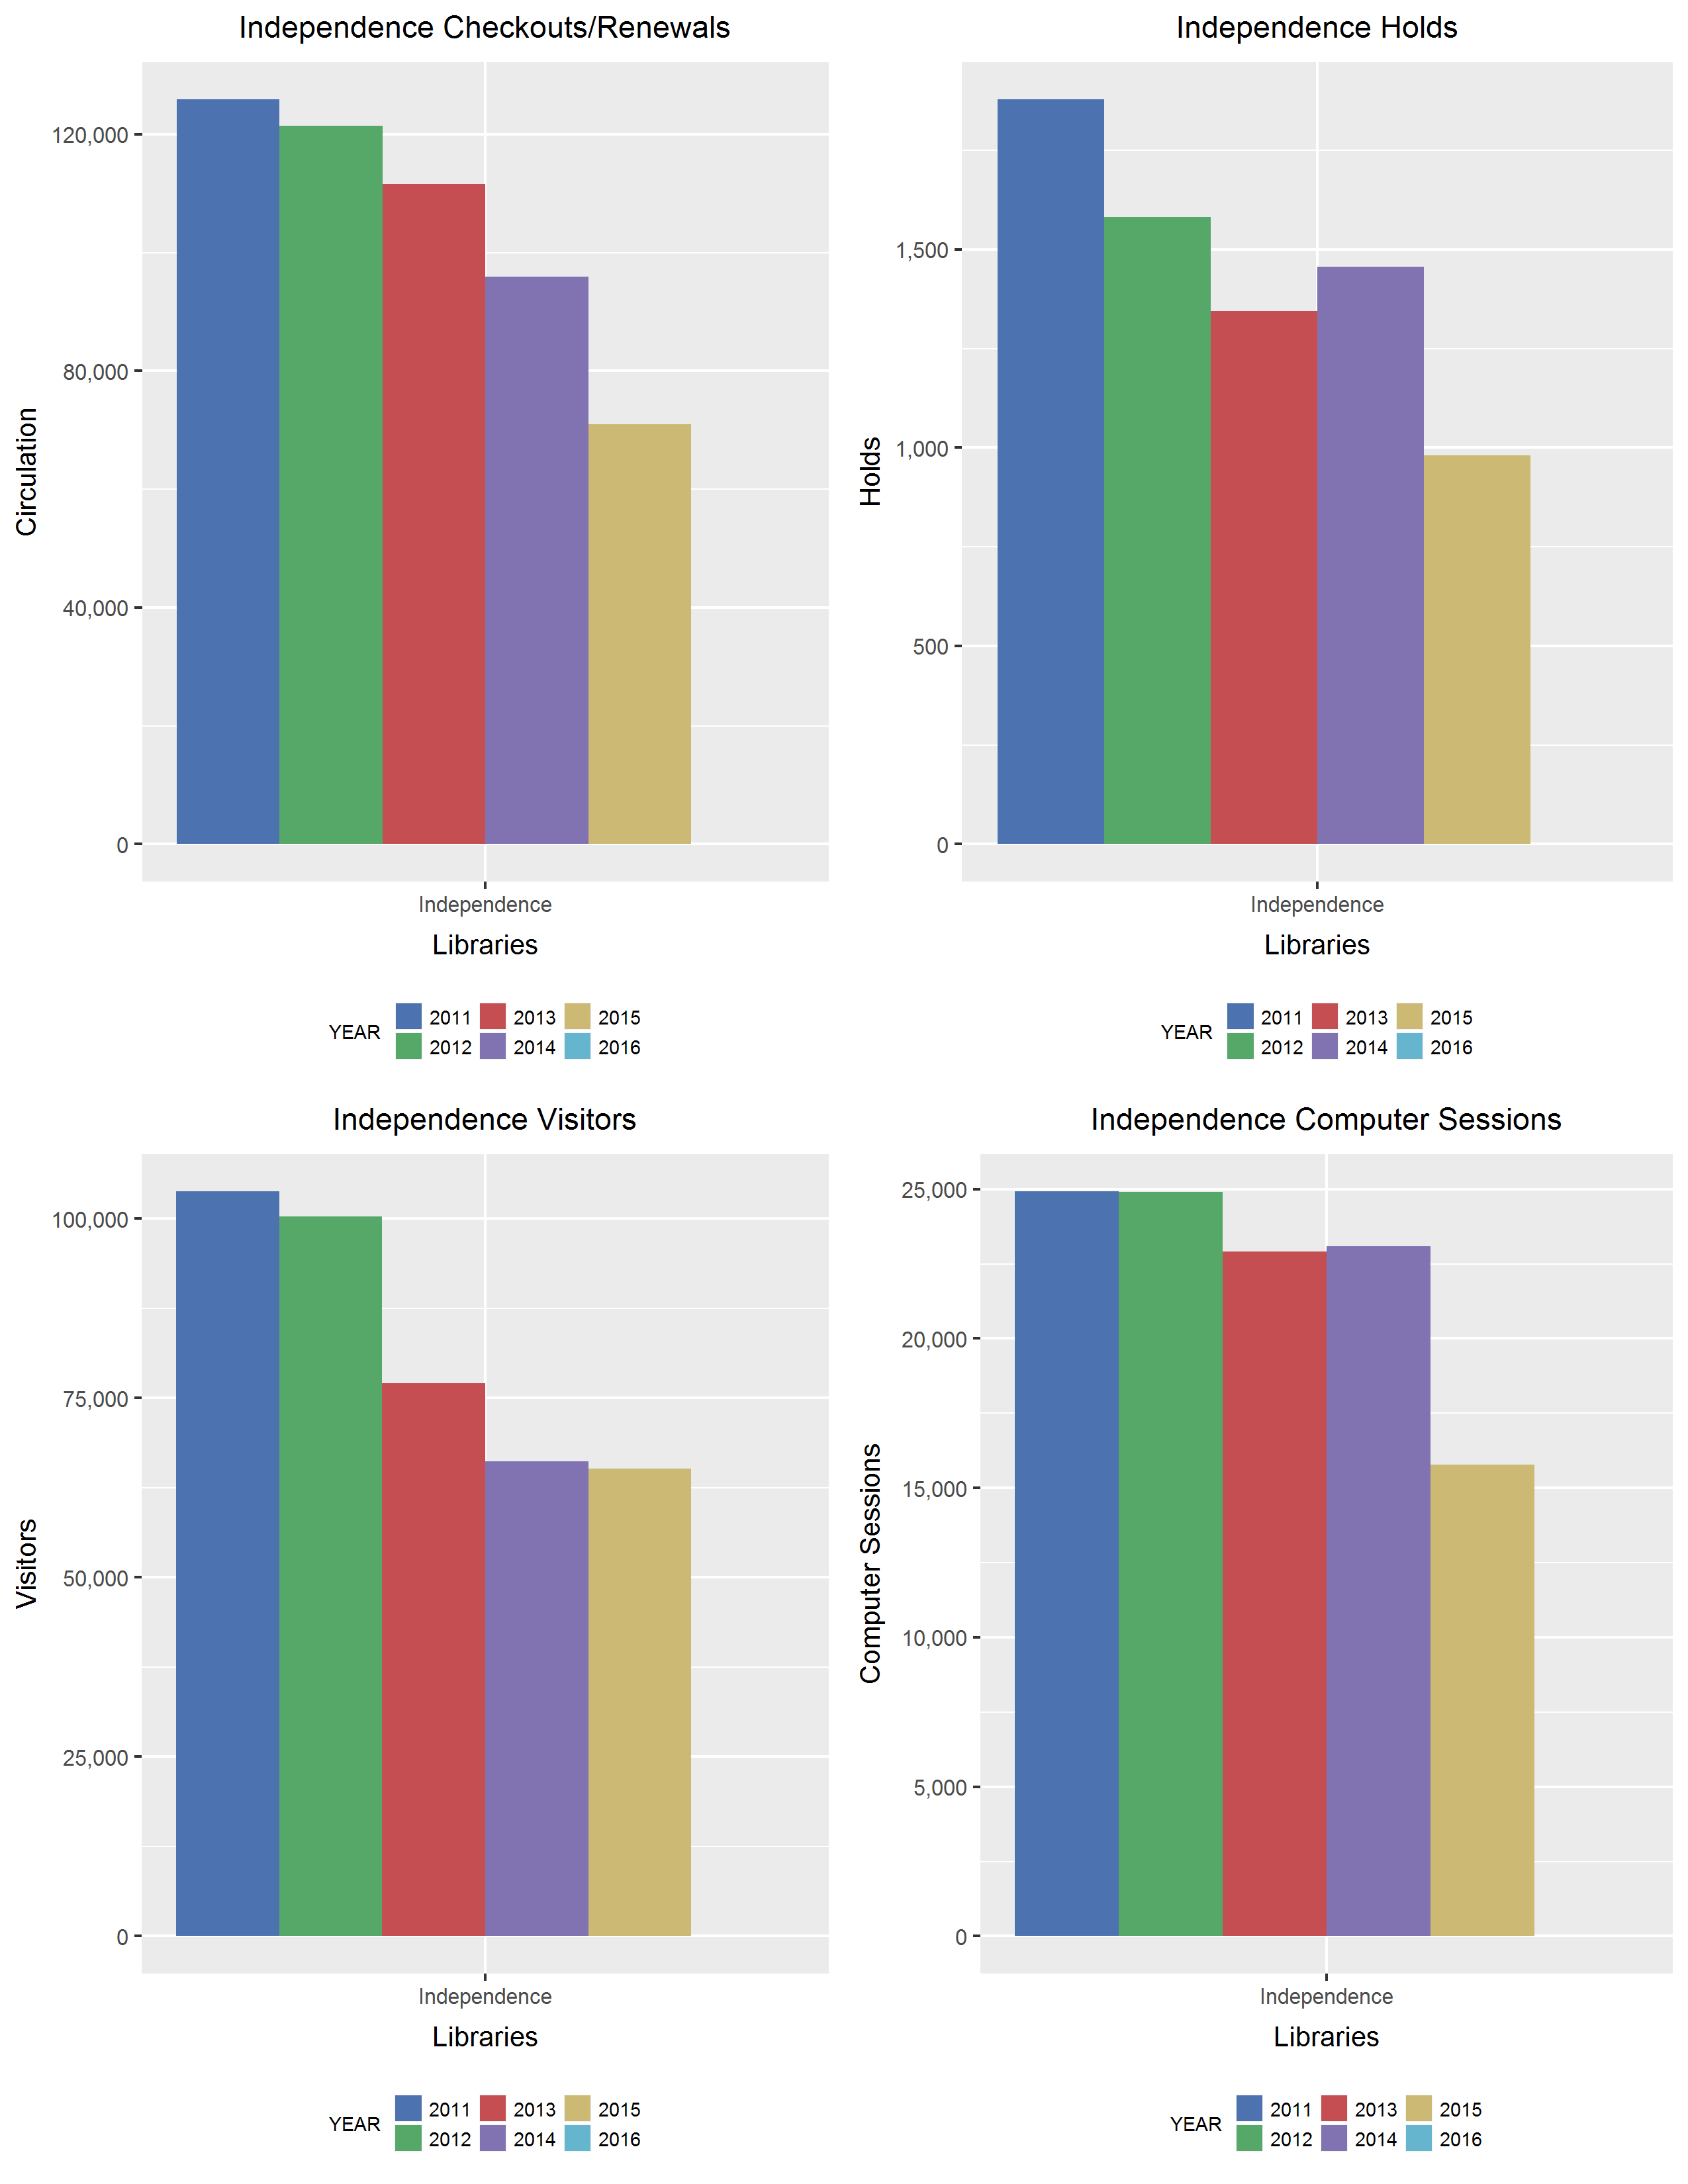 Independence Checkouts/Renewals
120,000
80,000
40,000
0
Circulation
Independence
Libraries
YEAR
2011 2013 2015
2012 2014 2016
Independence Holds
1,500
1,000
500
0
Holds
Independence
Libraries
YEAR
2011 2013 2015
2012 2014 2016
Independence Visitors
100,000
75,000
50,000
25,000
0
Visitors
Independence
Libraries
YEAR
2011 2013 2015
2012 2014 2016
Independence Computer Sessions
25,000
20,000
15,000
10,000
5,000
0
Computer Sessions
Independence
Libraries
YEAR
2011 2013 2015
2012 2014 2016